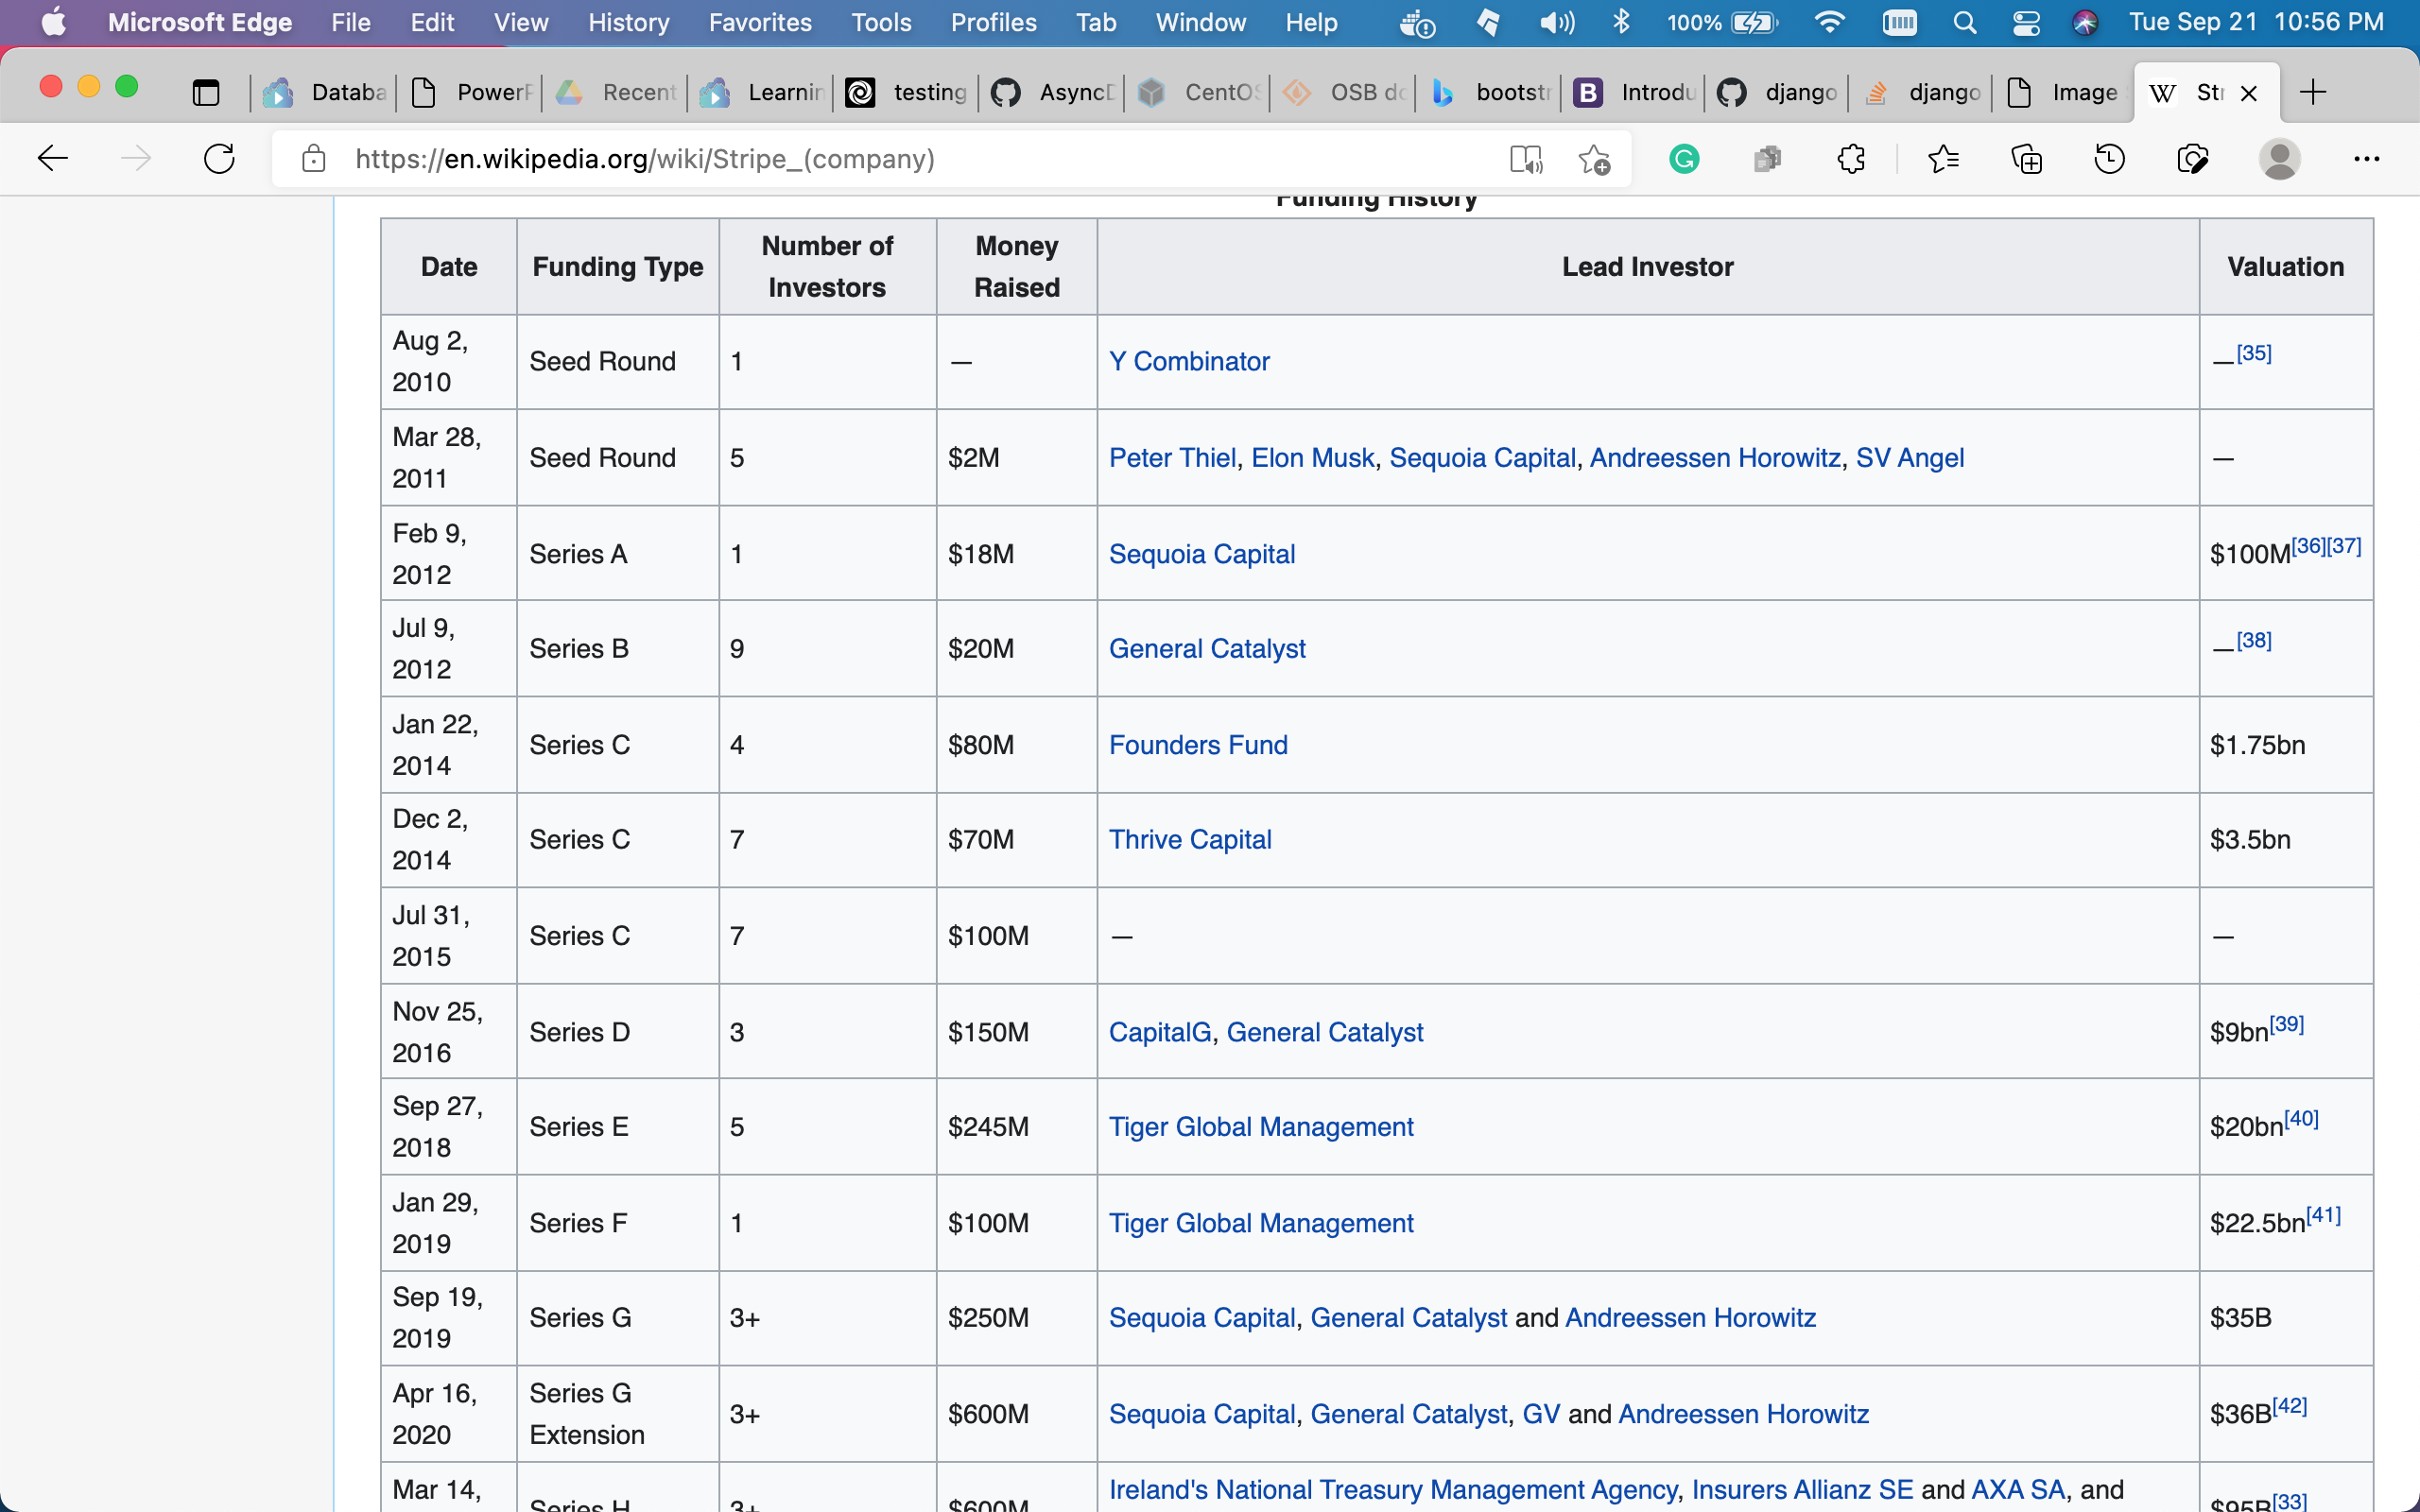 Microsoft Edge File Edit View History Favorites Tools Profiles Tab Window Help 100% Tue Sep 21 10:56 PM
Databa PowerP Recent Learnin testing AsyncD CentOS OSB do bootstr B Introdu django django Image W Str
https://en.wikipedia.org/wiki/Stripe_(company)
Funding History
Date Funding Type Number of Investors Money Raised Lead Investor Valuation
Aug 2, 2010 Seed Round 1 — Y Combinator —[35]
Mar 28, 2011 Seed Round 5 $2M Peter Thiel, Elon Musk, Sequoia Capital, Andreessen Horowitz, SV Angel —
Feb 9, 2012 Series A 1 $18M Sequoia Capital $100M[36][37]
Jul 9, 2012 Series B 9 $20M General Catalyst —[38]
Jan 22, 2014 Series C 4 $80M Founders Fund $1.75bn
Dec 2, 2014 Series C 7 $70M Thrive Capital $3.5bn
Jul 31, 2015 Series C 7 $100M — —
Nov 25, 2016 Series D 3 $150M CapitalG, General Catalyst $9bn[39]
Sep 27, 2018 Series E 5 $245M Tiger Global Management $20bn[40]
Jan 29, 2019 Series F 1 $100M Tiger Global Management $22.5bn[41]
Sep 19, 2019 Series G 3+ $250M Sequoia Capital, General Catalyst and Andreessen Horowitz $35B
Apr 16, 2020 Series G Extension 3+ $600M Sequoia Capital, General Catalyst, GV and Andreessen Horowitz $36B[42]
Mar 14, Series H 3+ $600M Ireland's National Treasury Management Agency, Insurers Allianz SE and AXA SA, and $95B[33]